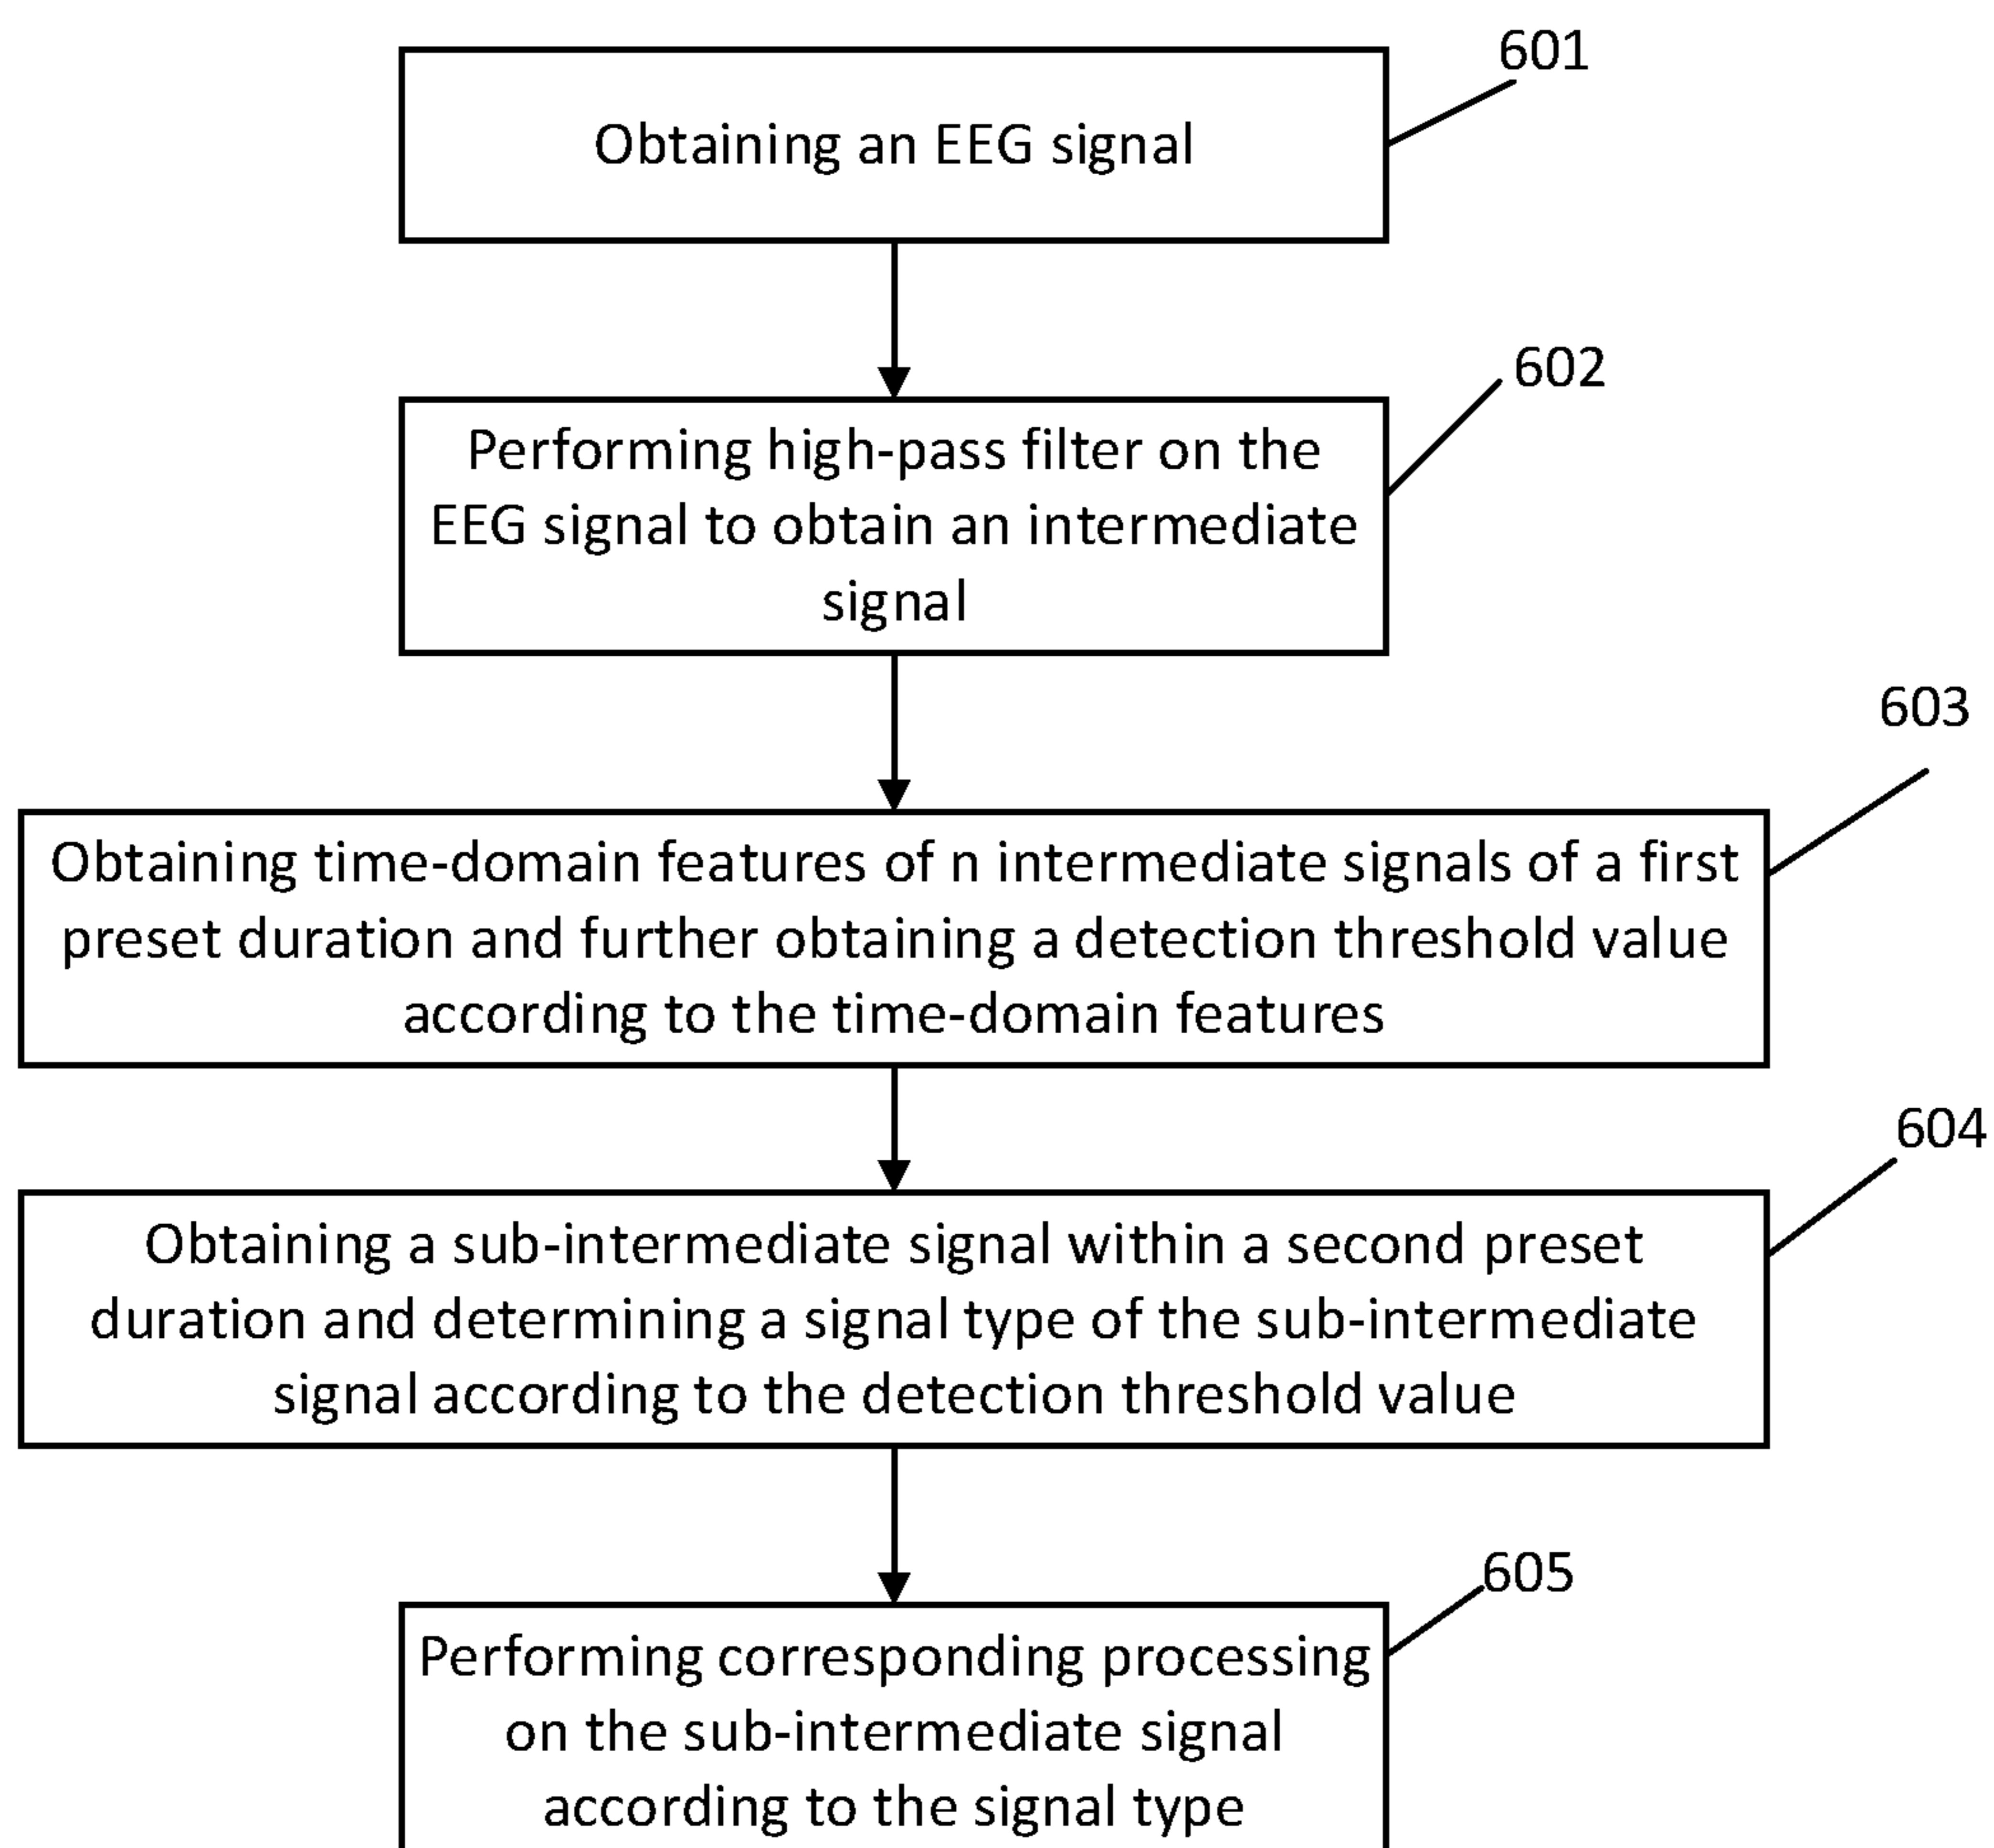 601
Obtaining an EEG signal
602
Performing high-pass filter on the
EEG signal to obtain an intermediate
signal
603
Obtaining time-domain features of n intermediate signals of a first
preset duration and further obtaining a detection threshold value
according to the time-domain features
604
Obtaining a sub-intermediate signal within a second preset
duration and determining a signal type of the sub-intermediate
signal according to the detection threshold value
605
Performing corresponding processing
on the sub-intermediate signal
according to the signal type